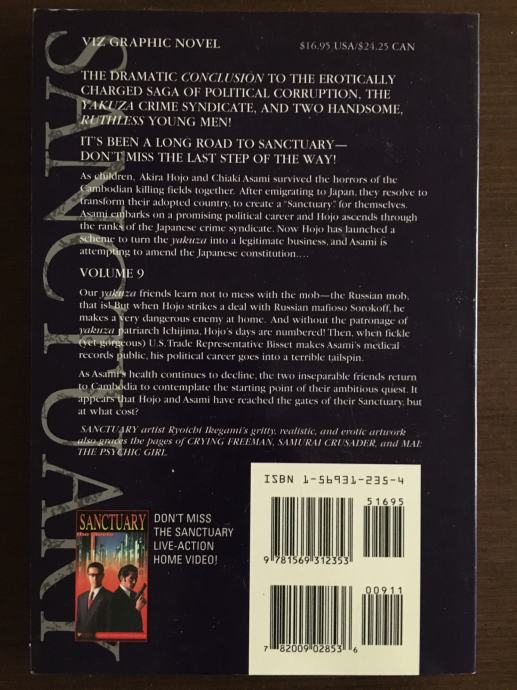 SANCTUARY
VIZ GRAPHIC NOVEL
$16.95 USA/$24.25 CAN
THE DRAMATIC CONCLUSION TO THE EROTICALLY
CHARGED SAGA OF POLITICAL CORRUPTION, THE
YAKUZA CRIME SYNDICATE, AND TWO HANDSOME,
RUTHLESS YOUNG MEN!
IT'S BEEN A LONG ROAD TO SANCTUARY—
DON'T MISS THE LAST STEP OF THE WAY!
As children, Akira Hojo and Chiaki Asami survived the horrors of the
Cambodian killing fields together. After emigrating to Japan, they resolve to
transform their adopted country, to create a "Sanctuary" for themselves.
Asami embarks on a promising political career and Hojo ascends through
the ranks of the Japanese crime syndicate. Now Hojo has launched a
scheme to turn the yakuza into a legitimate business, and Asami is
attempting to amend the Japanese constitution....
VOLUME 9
Our yakuza friends learn not to mess with the mob—the Russian mob,
that is! But when Hojo strikes a deal with Russian mafioso Sorokoff, he
makes a very dangerous enemy at home. And without the patronage of
yakuza patriarch Ichijima, Hojo's days are numbered! Then, when fickle
(yet gorgeous) U.S. Trade Representative Bisset makes Asami's medical
records public, his political career goes into a terrible tailspin.
As Asami's health continues to decline, the two inseparable friends return
to Cambodia to contemplate the starting point of their ambitious quest. It
appears that Hojo and Asami have reached the gates of their Sanctuary, but
at what cost?
SANCTUARY artist Ryoichi Ikegami's gritty, realistic, and erotic artwork
also graces the pages of CRYING FREEMAN, SAMURAI CRUSADER, and MAI:
THE PSYCHIC GIRL
SANCTUARY
the movie
DON'T MISS
THE SANCTUARY
LIVE-ACTION
HOME VIDEO!
ISBN 1-56931-235-4
51695
9 781569 312353
00911
7 82009 02853 6